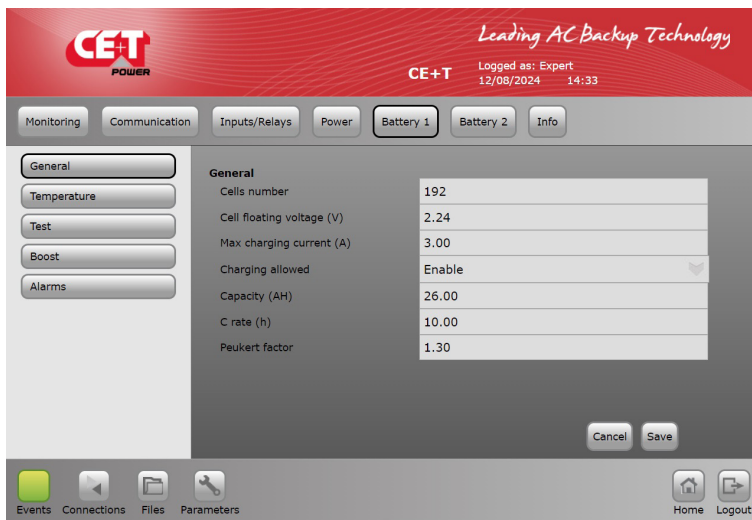 CE+T
POWER
Leading AC Backup Technology
CE+T
Logged as: Expert
12/08/2024 14:33
Monitoring Communication Inputs/Relays Power Battery 1 Battery 2 Info
General
Temperature
Test
Boost
Alarms
General
Cells number 192
Cell floating voltage (V) 2.24
Max charging current (A) 3.00
Charging allowed Enable
Capacity (AH) 26.00
C rate (h) 10.00
Peukert factor 1.30
Cancel Save
Events Connections Files Parameters Home Logout